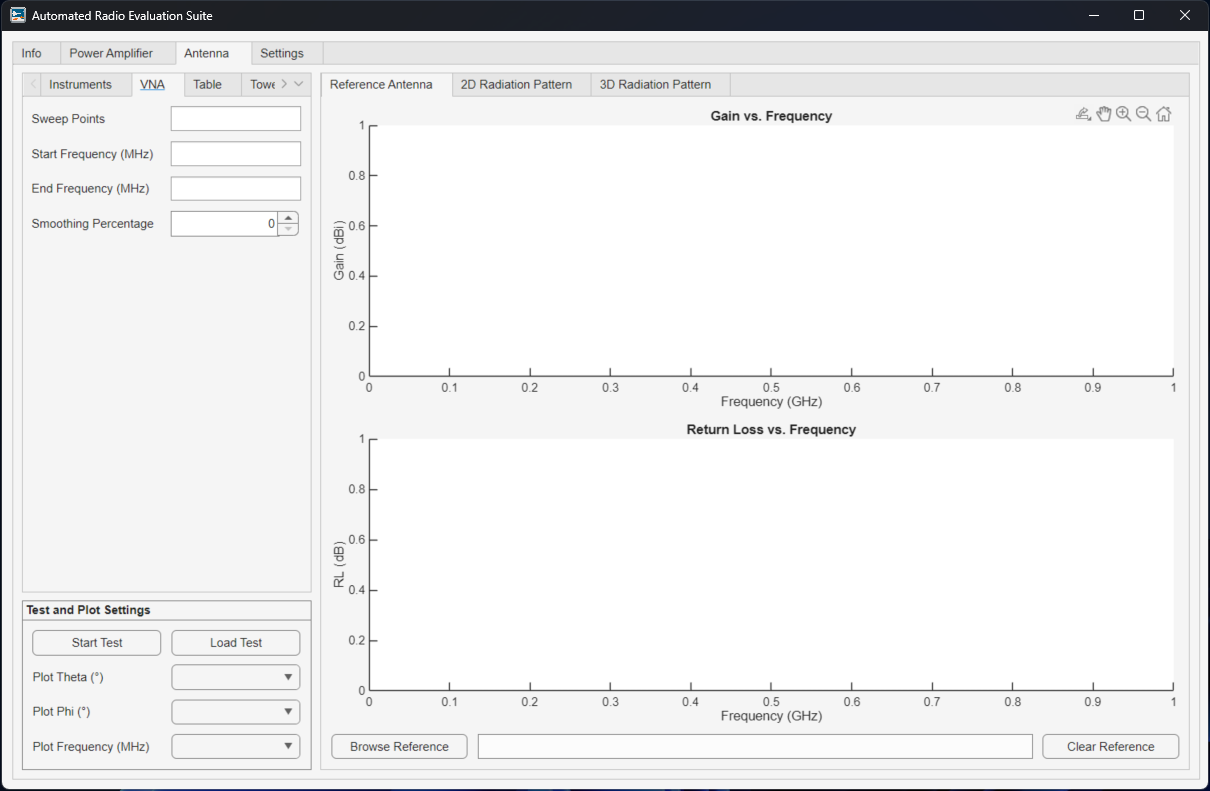 Automated Radio Evaluation Suite
Info Power Amplifier Antenna Settings
Instruments VNA Table Towe
Reference Antenna 2D Radiation Pattern 3D Radiation Pattern
Sweep Points
Start Frequency (MHz)
End Frequency (MHz)
Smoothing Percentage 0
Gain vs. Frequency
Gain (dBi)
1
0.8
0.6
0.4
0.2
0
0 0.1 0.2 0.3 0.4 0.5 0.6 0.7 0.8 0.9 1
Frequency (GHz)
Return Loss vs. Frequency
RL (dB)
1
0.8
0.6
0.4
0.2
0
0 0.1 0.2 0.3 0.4 0.5 0.6 0.7 0.8 0.9 1
Frequency (GHz)
Test and Plot Settings
Start Test Load Test
Plot Theta (°)
Plot Phi (°)
Plot Frequency (MHz)
Browse Reference Clear Reference